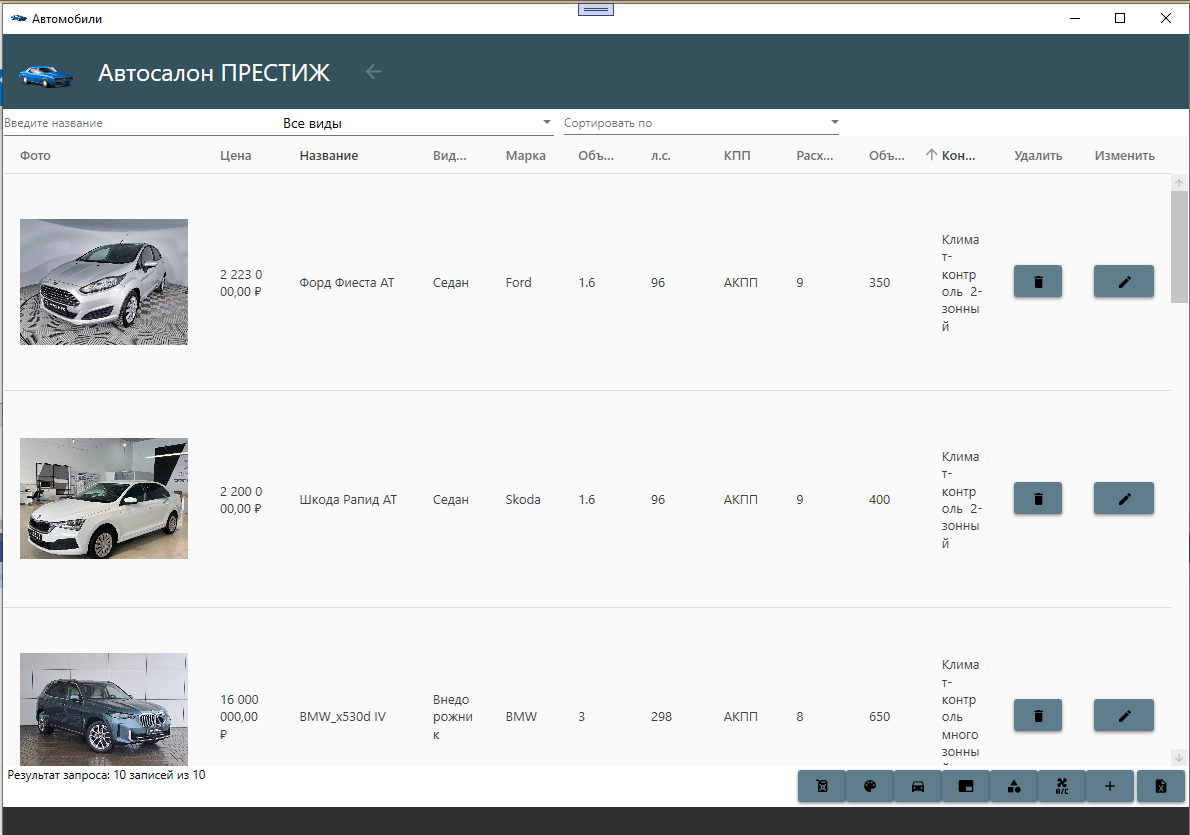 Автомобили
Автосалон ПРЕСТИЖ
Введите название
Все виды
Сортировать по
Фото Цена Название Вид... Марка Объ... л.с. КПП Расх... Объ... Кон... Удалить Изменить
2 223 0
00,00 ₽
Форд Фиеста АТ
Седан
Ford
1.6
96
АКПП
9
350
Клима
т-
контр
оль 2-
зонны
й
2 200 0
00,00 ₽
Шкода Рапид АТ
Седан
Skoda
1.6
96
АКПП
9
400
Клима
т-
контр
оль 2-
зонны
й
16 000
000,00
₽
BMW_x530d IV
Внедо
рожни
к
BMW
3
298
АКПП
8
650
Клима
т-
контр
оль
много
зонны
Результат запроса: 10 записей из 10
A/C